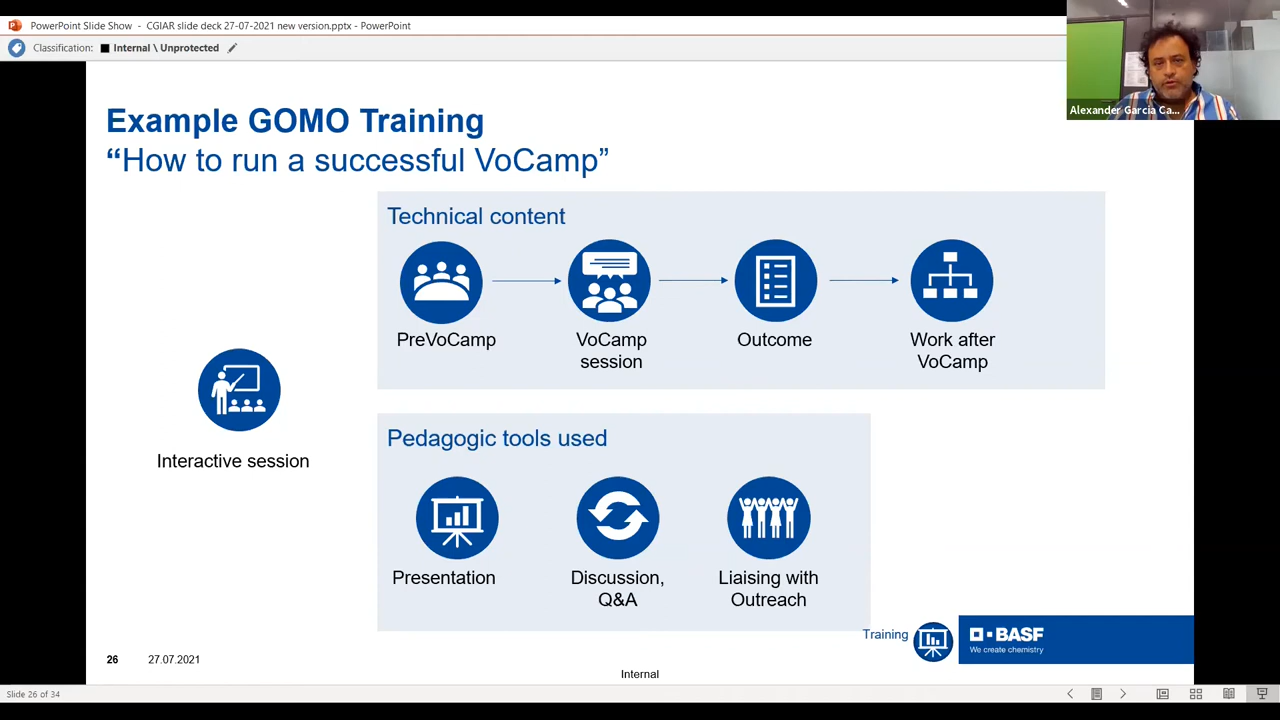 PowerPoint Slide Show - CGIAR slide deck 27-07-2021 new version.pptx - PowerPoint
Classification: Internal \ Unprotected
Alexander Garcia Ca...
Example GOMO Training
“How to run a successful VoCamp”
Technical content
PreVoCamp
VoCamp
session
Outcome
Work after
VoCamp
Interactive session
Pedagogic tools used
Presentation
Discussion,
Q&A
Liaising with
Outreach
Training
BASF
We create chemistry
26
27.07.2021
Internal
Slide 26 of 34